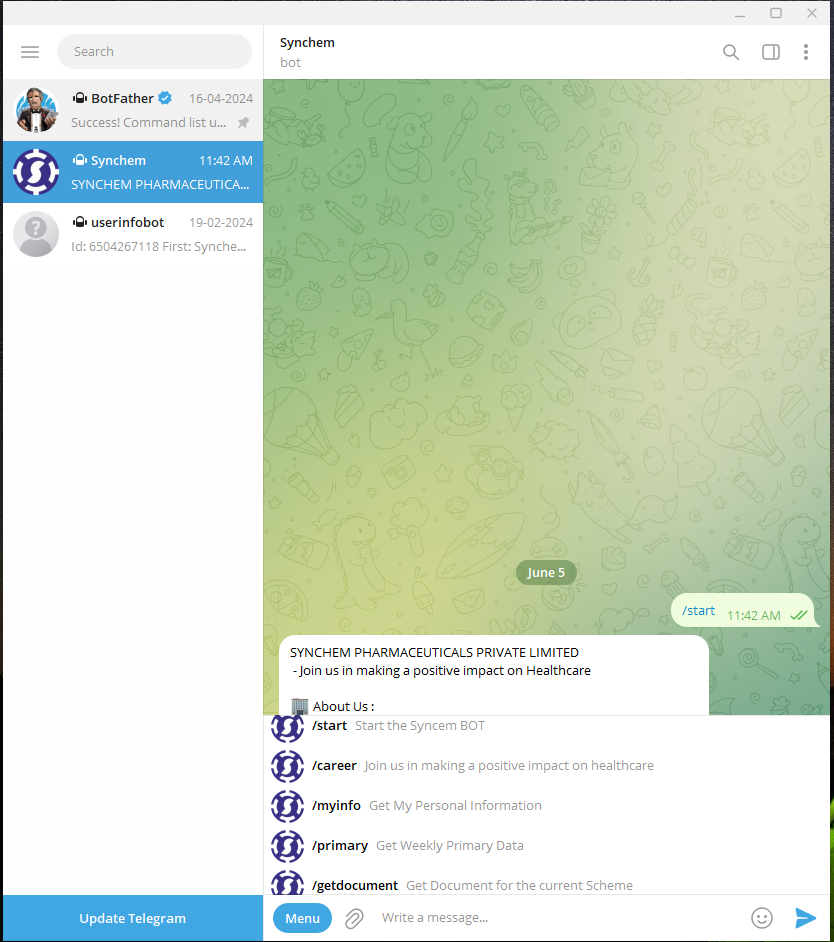 Search
BotFather 16-04-2024
Success! Command list u...
Synchem 11:42 AM
SYNCHEM PHARMACEUTICA...
userinfobot 19-02-2024
Id: 6504267118 First: Synche...
Update Telegram
Synchem
bot
June 5
/start 11:42 AM
SYNCHEM PHARMACEUTICALS PRIVATE LIMITED
- Join us in making a positive impact on Healthcare
About Us :
/start Start the Syncem BOT
/career Join us in making a positive impact on healthcare
/myinfo Get My Personal Information
/primary Get Weekly Primary Data
/getdocument Get Document for the current Scheme
Menu Write a message...